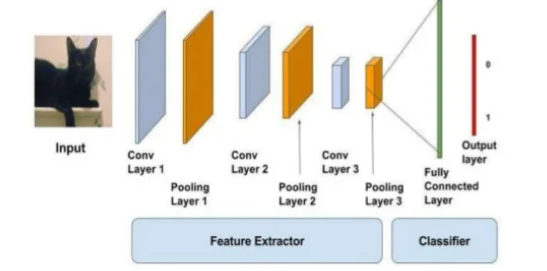 Input
Conv
Layer 1
Pooling
Layer 1
Conv
Layer 2
Pooling
Layer 2
Conv
Layer 3
Pooling
Layer 3
Fully
Connected
Layer
0
1
Output
layer
Feature Extractor
Classifier